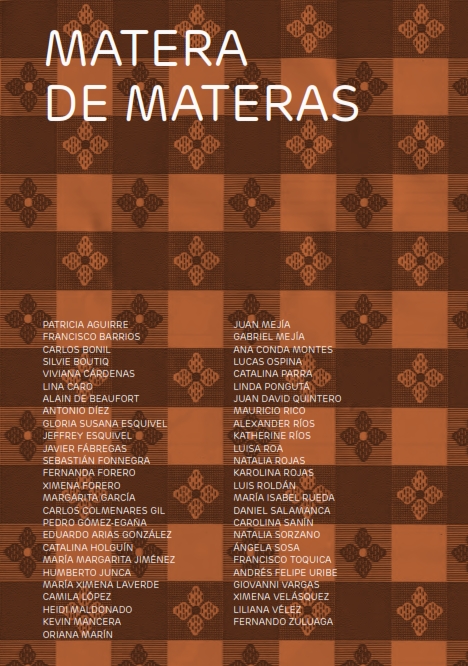 MATERA
DE MATERAS
PATRICIA AGUIRRE
FRANCISCO BARRIOS
CARLOS BONIL
SILVIE BOUTIQ
VIVIANA CÁRDENAS
LINA CARO
ALAIN DE BEAUFORT
ANTONIO DÍEZ
GLORIA SUSANA ESQUIVEL
JEFFREY ESQUIVEL
JAVIER FÁBREGAS
SEBASTIÁN FONNEGRA
FERNANDA FORERO
XIMENA FORERO
MARGARITA GARCÍA
CARLOS COLMENARES GIL
PEDRO GÓMEZ-EGAÑA
EDUARDO ARIAS GONZÁLEZ
CATALINA HOLGUÍN
MARÍA MARGARITA JIMÉNEZ
HUMBERTO JUNCA
MARÍA XIMENA LAVERDE
CAMILA LÓPEZ
HEIDI MALDONADO
KEVIN MANCERA
ORIANA MARÍN
JUAN MEJÍA
GABRIEL MEJÍA
ANA CONDA MONTES
LUCAS OSPINA
CATALINA PARRA
LINDA PONGUTÁ
JUAN DAVID QUINTERO
MAURICIO RICO
ALEXANDER RÍOS
KATHERINE RÍOS
LUISA ROA
NATALIA ROJAS
KAROLINA ROJAS
LUIS ROLDÁN
MARÍA ISABEL RUEDA
DANIEL SALAMANCA
CAROLINA SANÍN
NATALIA SORZANO
ÁNGELA SOSA
FRANCISCO TOQUICA
ANDRÉS FELIPE URIBE
GIOVANNI VARGAS
XIMENA VELÁSQUEZ
LILIANA VÉLEZ
FERNANDO ZULUAGA